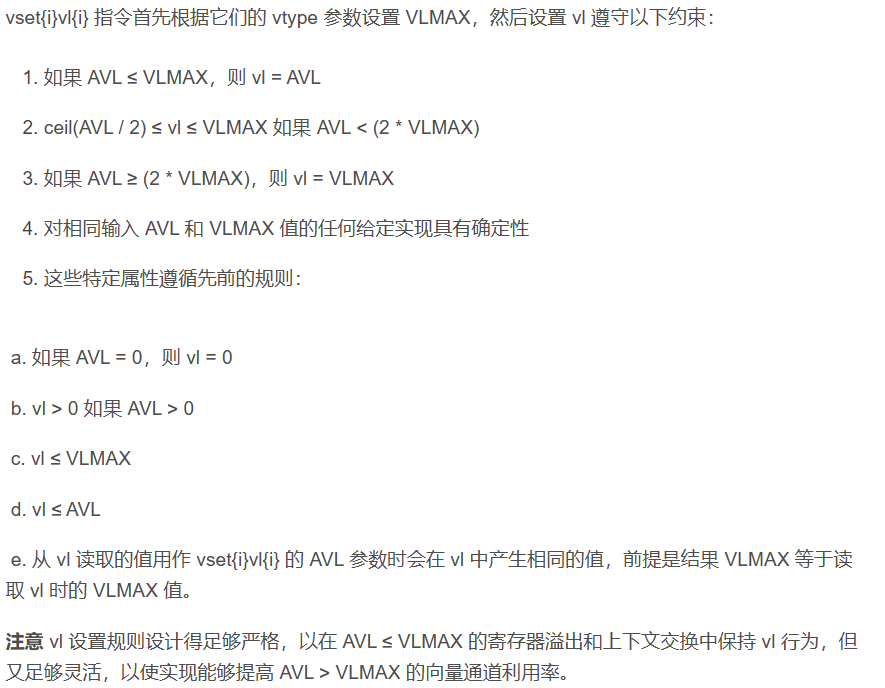 vset{i}vl{i} 指令首先根据它们的 vtype 参数设置 VLMAX，然后设置 vl 遵守以下约束：
1. 如果 AVL ≤ VLMAX，则 vl = AVL
2. ceil(AVL / 2) ≤ vl ≤ VLMAX 如果 AVL < (2 * VLMAX)
3. 如果 AVL ≥ (2 * VLMAX)，则 vl = VLMAX
4. 对相同输入 AVL 和 VLMAX 值的任何给定实现具有确定性
5. 这些特定属性遵循先前的规则：
a. 如果 AVL = 0，则 vl = 0
b. vl > 0 如果 AVL > 0
c. vl ≤ VLMAX
d. vl ≤ AVL
e. 从 vl 读取的值用作 vset{i}vl{i} 的 AVL 参数时会在 vl 中产生相同的值，前提是结果 VLMAX 等于读
取 vl 时的 VLMAX 值。
注意 vl 设置规则设计得足够严格，以在 AVL ≤ VLMAX 的寄存器溢出和上下文交换中保持 vl 行为，但
又足够灵活，以使实现能够提高 AVL > VLMAX 的向量通道利用率。